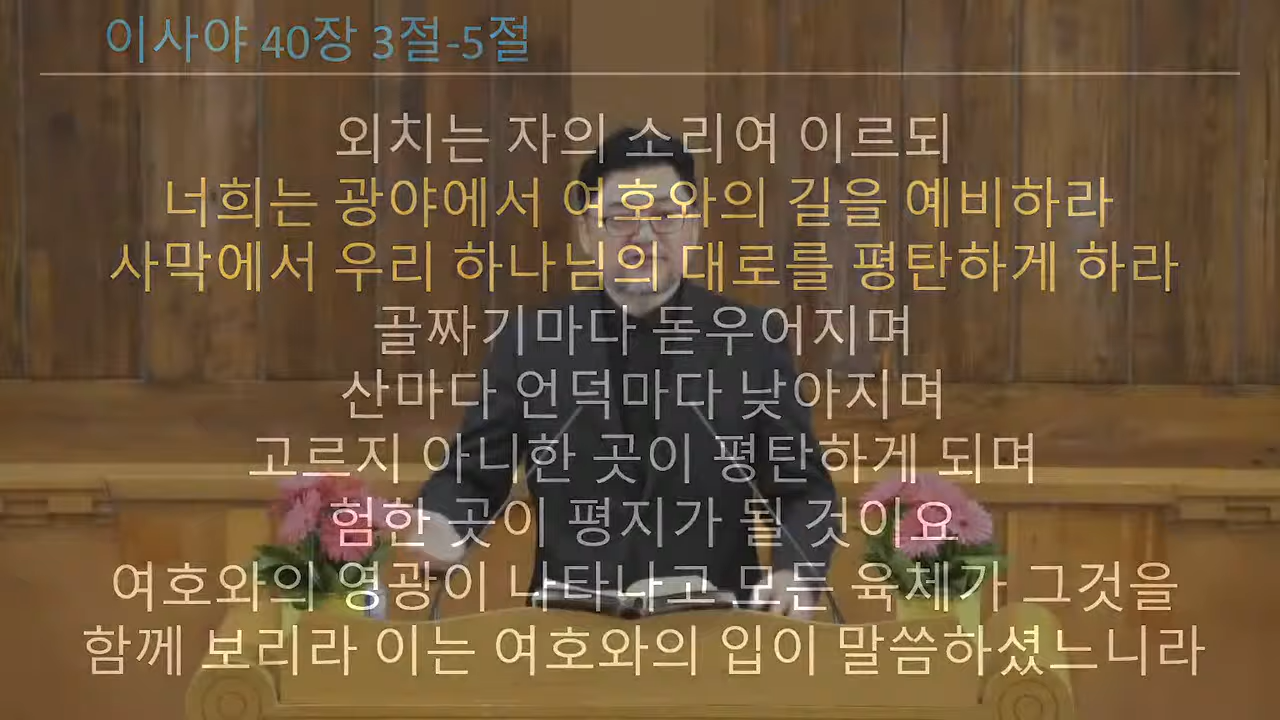 이사야 40장 3절-5절
외치는 자의 소리여 이르되
너희는 광야에서 여호와의 길을 예비하라
사막에서 우리 하나님의 대로를 평탄하게 하라
골짜기마다 돋우어지며
산마다 언덕마다 낮아지며
고르지 아니한 곳이 평탄하게 되며
험한 곳이 평지가 될 것이요
여호와의 영광이 나타나고 모든 육체가 그것을
함께 보리라 이는 여호와의 입이 말씀하셨느니라